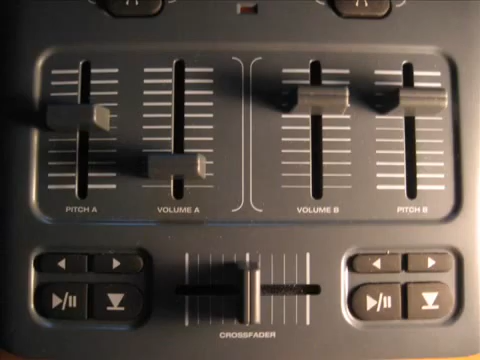 PITCH A
VOLUME A
VOLUME B
PITCH B
CROSSFADER